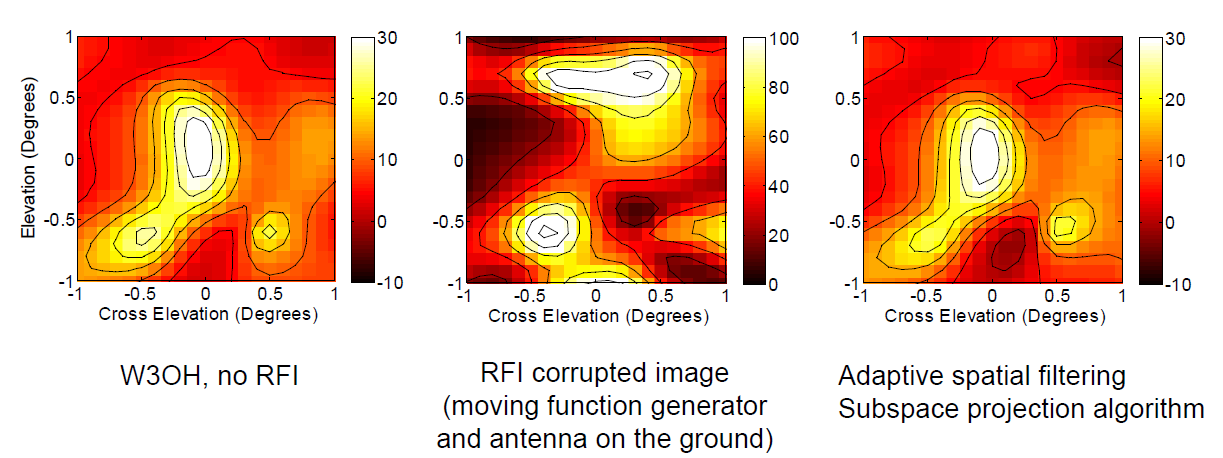 1
0.5
0
-0.5
-1
-1 -0.5 0 0.5 1
Elevation (Degrees)
Cross Elevation (Degrees)
30
20
10
0
-10
W3OH, no RFI
1
0.5
0
-0.5
-1
-1 -0.5 0 0.5 1
Cross Elevation (Degrees)
100
80
60
40
20
0
RFI corrupted image
(moving function generator
and antenna on the ground)
1
0.5
0
-0.5
-1
-1 -0.5 0 0.5 1
Cross Elevation (Degrees)
30
20
10
0
-10
Adaptive spatial filtering
Subspace projection algorithm